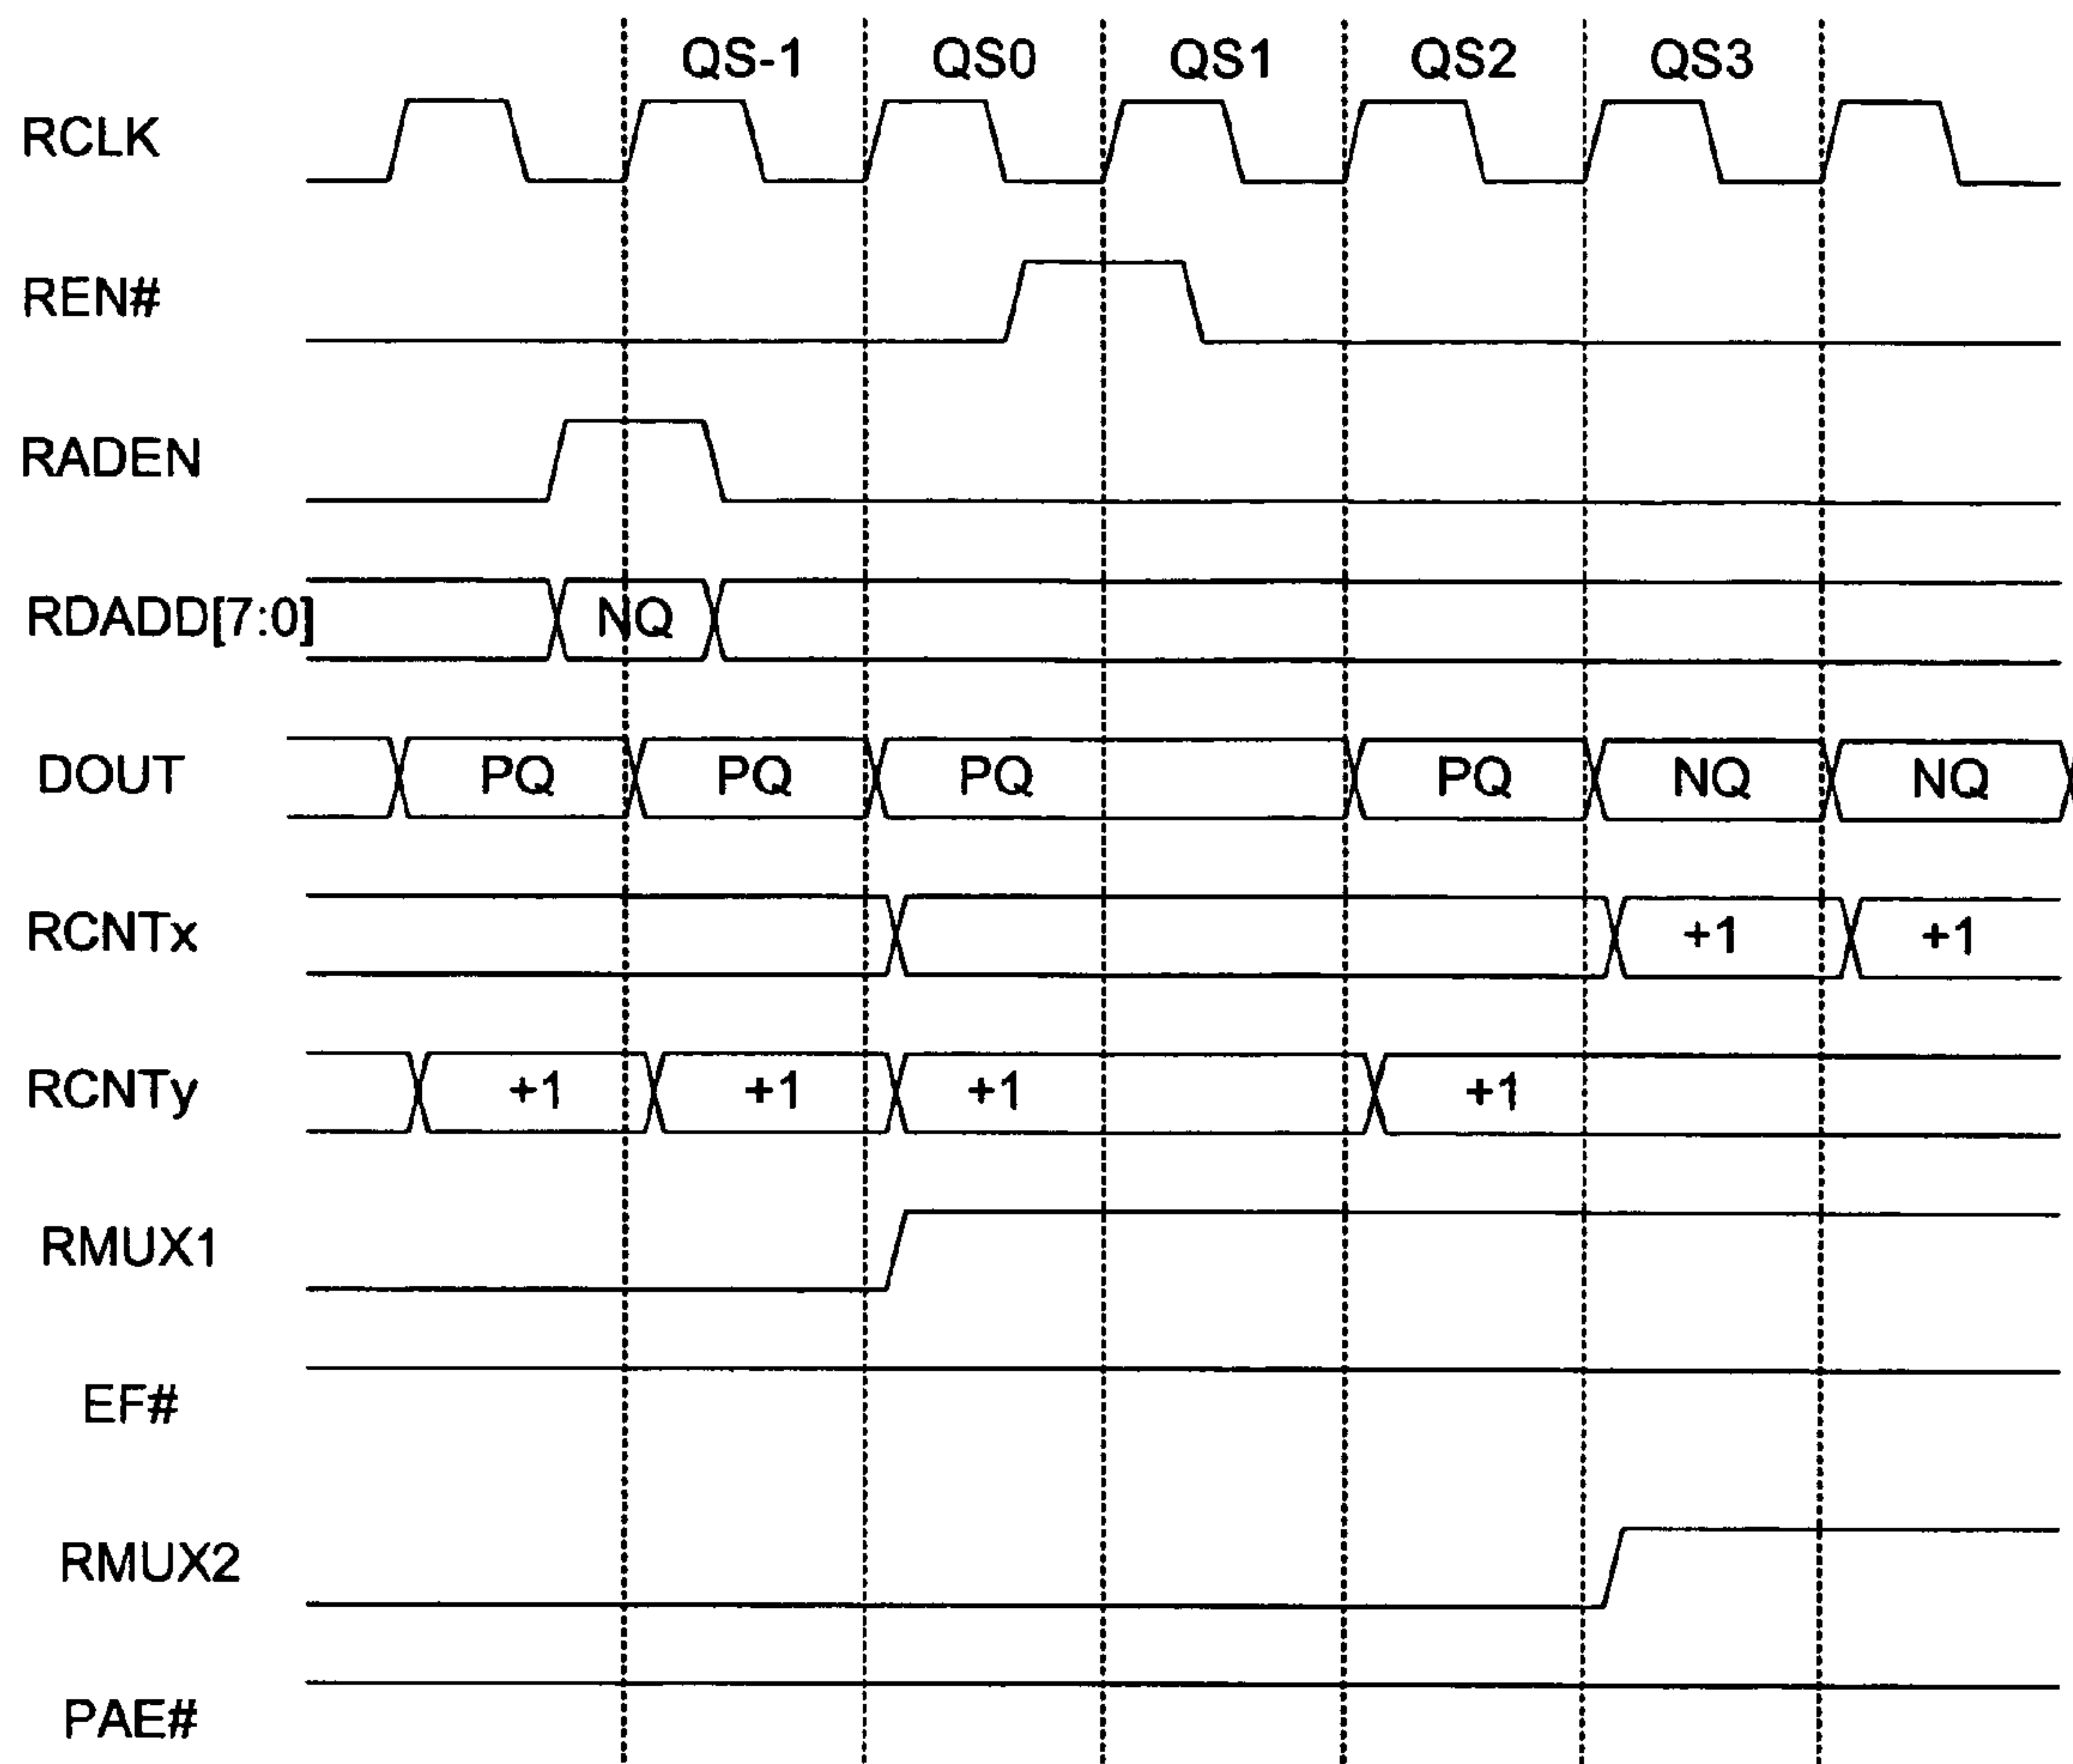 QS-1 QS0 QS1 QS2 QS3
RCLK
REN#
RADEN
RDADD[7:0] NQ
DOUT PQ PQ PQ PQ NQ NQ
RCNTx +1 +1
RCNTy +1 +1 +1 +1
RMUX1
EF#
RMUX2
PAE#